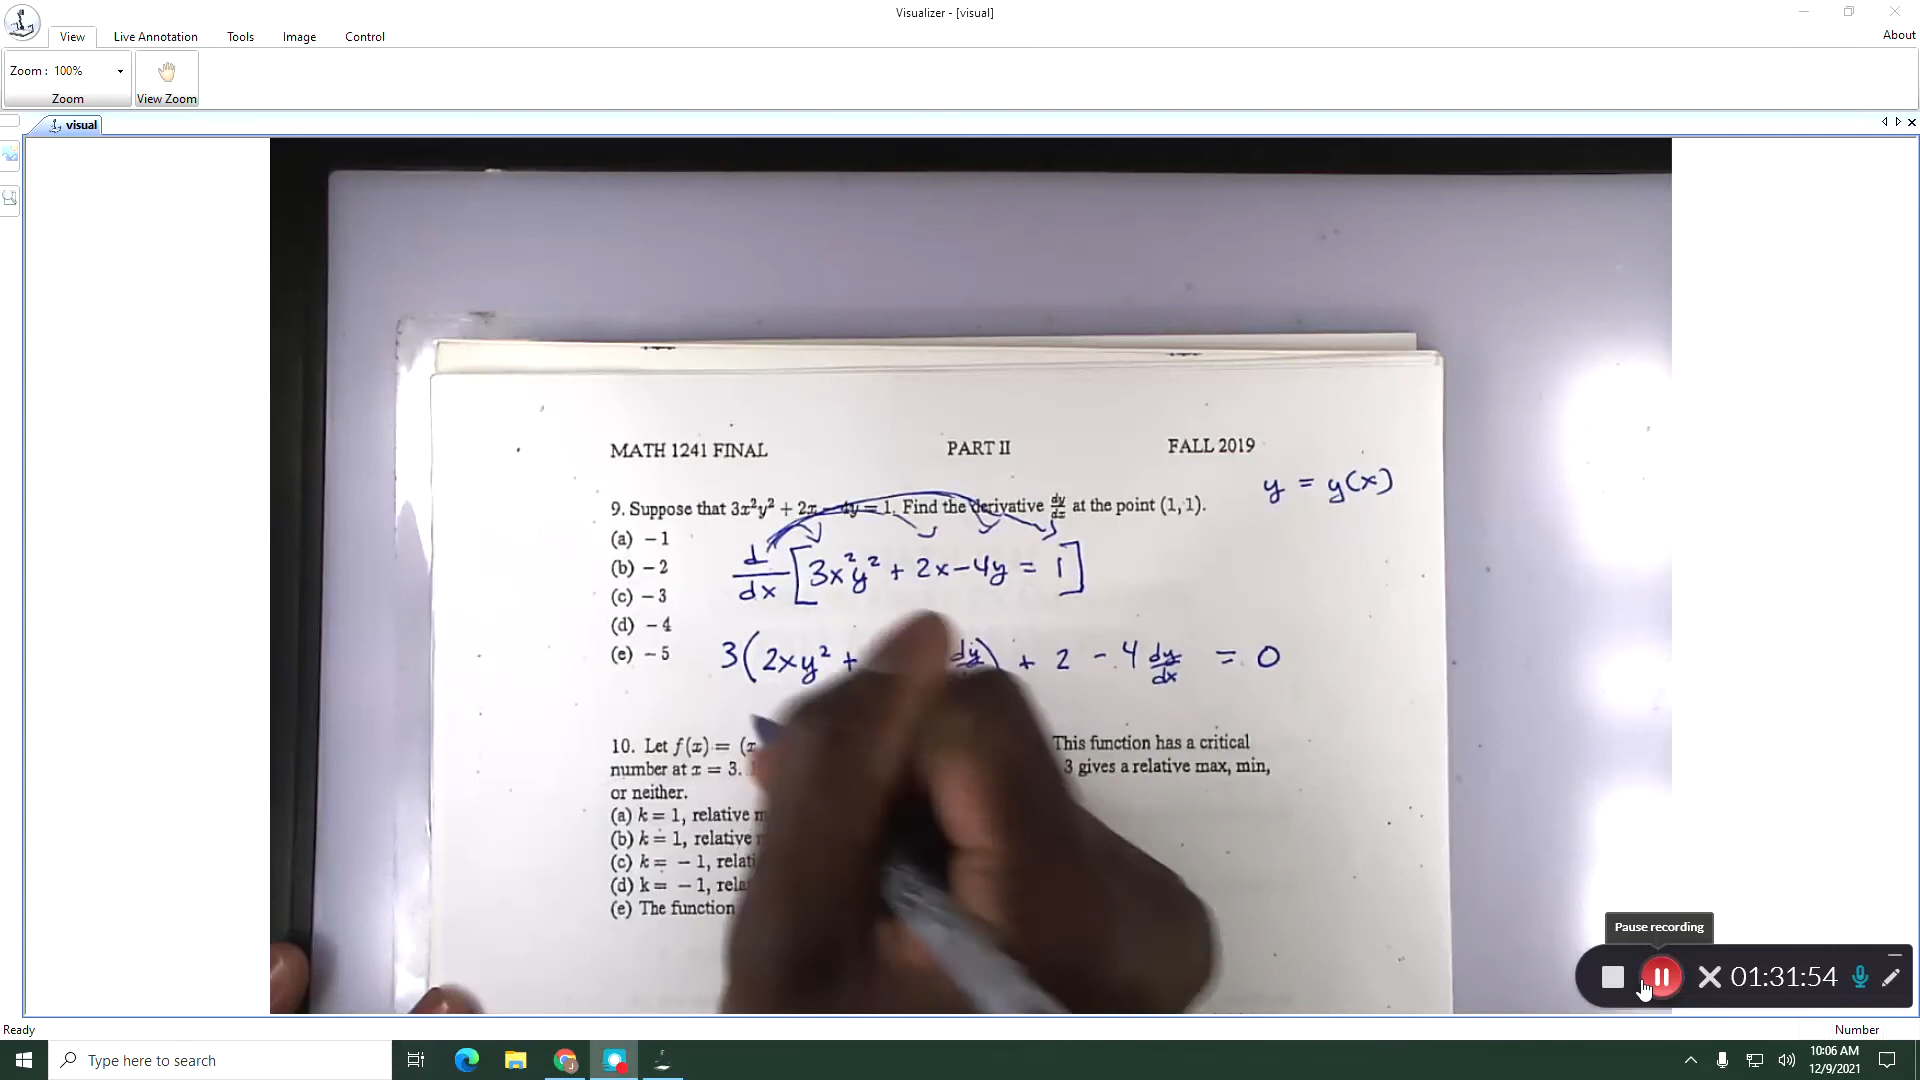 Visualizer - [visual]
View Live Annotation Tools Image Control About
Zoom : 100%
Zoom View Zoom
visual
MATH 1241 FINAL PART II FALL 2019
y = y(x)
9. Suppose that 3x²y² + 2x − 4y = 1. Find the derivative dy/dx at the point (1, 1).
(a) −1
(b) −2
(c) −3
(d) −4
(e) −5
d/dx [3x²y² + 2x − 4y = 1]
3(2xy² + dy ) + 2 − 4 dy/dx = 0
10. Let f(x) = (x This function has a critical
number at x = 3. 3 gives a relative max, min,
or neither.
(a) k = 1, relative
(b) k = 1, relative
(c) k = −1,
(d) k = −1,
(e) The function
Pause recording
01:31:54
Ready Number
Type here to search
10:06 AM
12/9/2021